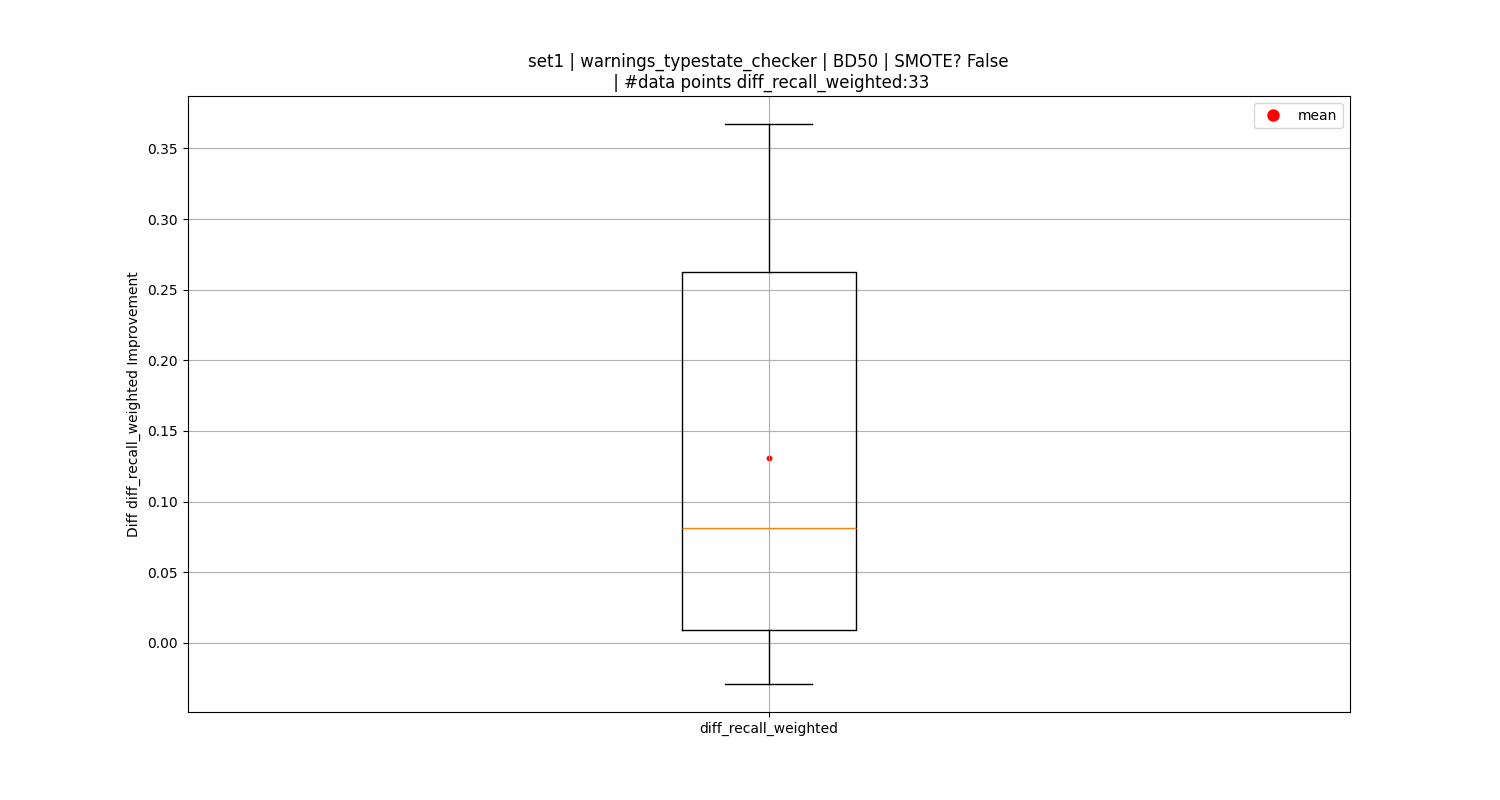 set1 | warnings_typestate_checker | BD50 | SMOTE? False
| #data points diff_recall_weighted:33
mean
0.35
0.30
0.25
0.20
0.15
0.10
0.05
0.00
Diff diff_recall_weighted Improvement
diff_recall_weighted